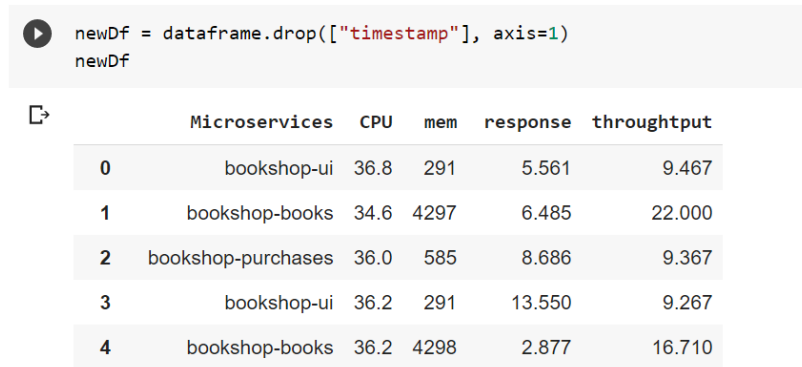 newDf = dataframe.drop(["timestamp"], axis=1)
newDf
Microservices CPU mem response throughtput
0 bookshop-ui 36.8 291 5.561 9.467
1 bookshop-books 34.6 4297 6.485 22.000
2 bookshop-purchases 36.0 585 8.686 9.367
3 bookshop-ui 36.2 291 13.550 9.267
4 bookshop-books 36.2 4298 2.877 16.710